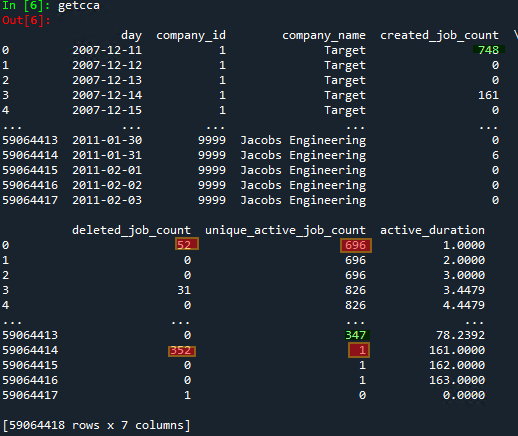 In [6]: getcca
Out[6]:
day company_id company_name created_job_count \
0 2007-12-11 1 Target 748
1 2007-12-12 1 Target 0
2 2007-12-13 1 Target 0
3 2007-12-14 1 Target 161
4 2007-12-15 1 Target 0
... ... ... ... ...
59064413 2011-01-30 9999 Jacobs Engineering 0
59064414 2011-01-31 9999 Jacobs Engineering 6
59064415 2011-02-01 9999 Jacobs Engineering 0
59064416 2011-02-02 9999 Jacobs Engineering 0
59064417 2011-02-03 9999 Jacobs Engineering 0
deleted_job_count unique_active_job_count active_duration
0 52 696 1.0000
1 0 696 2.0000
2 0 696 3.0000
3 31 826 3.4479
4 0 826 4.4479
... ... ... ...
59064413 0 347 78.2392
59064414 352 1 161.0000
59064415 0 1 162.0000
59064416 0 1 163.0000
59064417 1 0 0.0000
[59064418 rows x 7 columns]